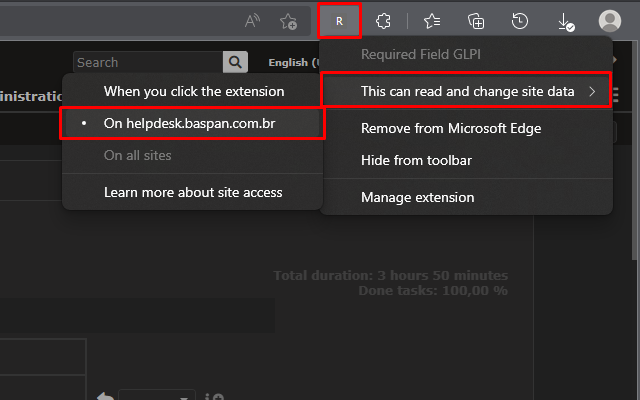 R
Required Field GLPI
Search
English (
ministratio
When you click the extension
This can read and change site data
On helpdesk.baspan.com.br
Remove from Microsoft Edge
On all sites
Hide from toolbar
Learn more about site access
Manage extension
Total duration: 3 hours 50 minutes
Done tasks: 100,00 %